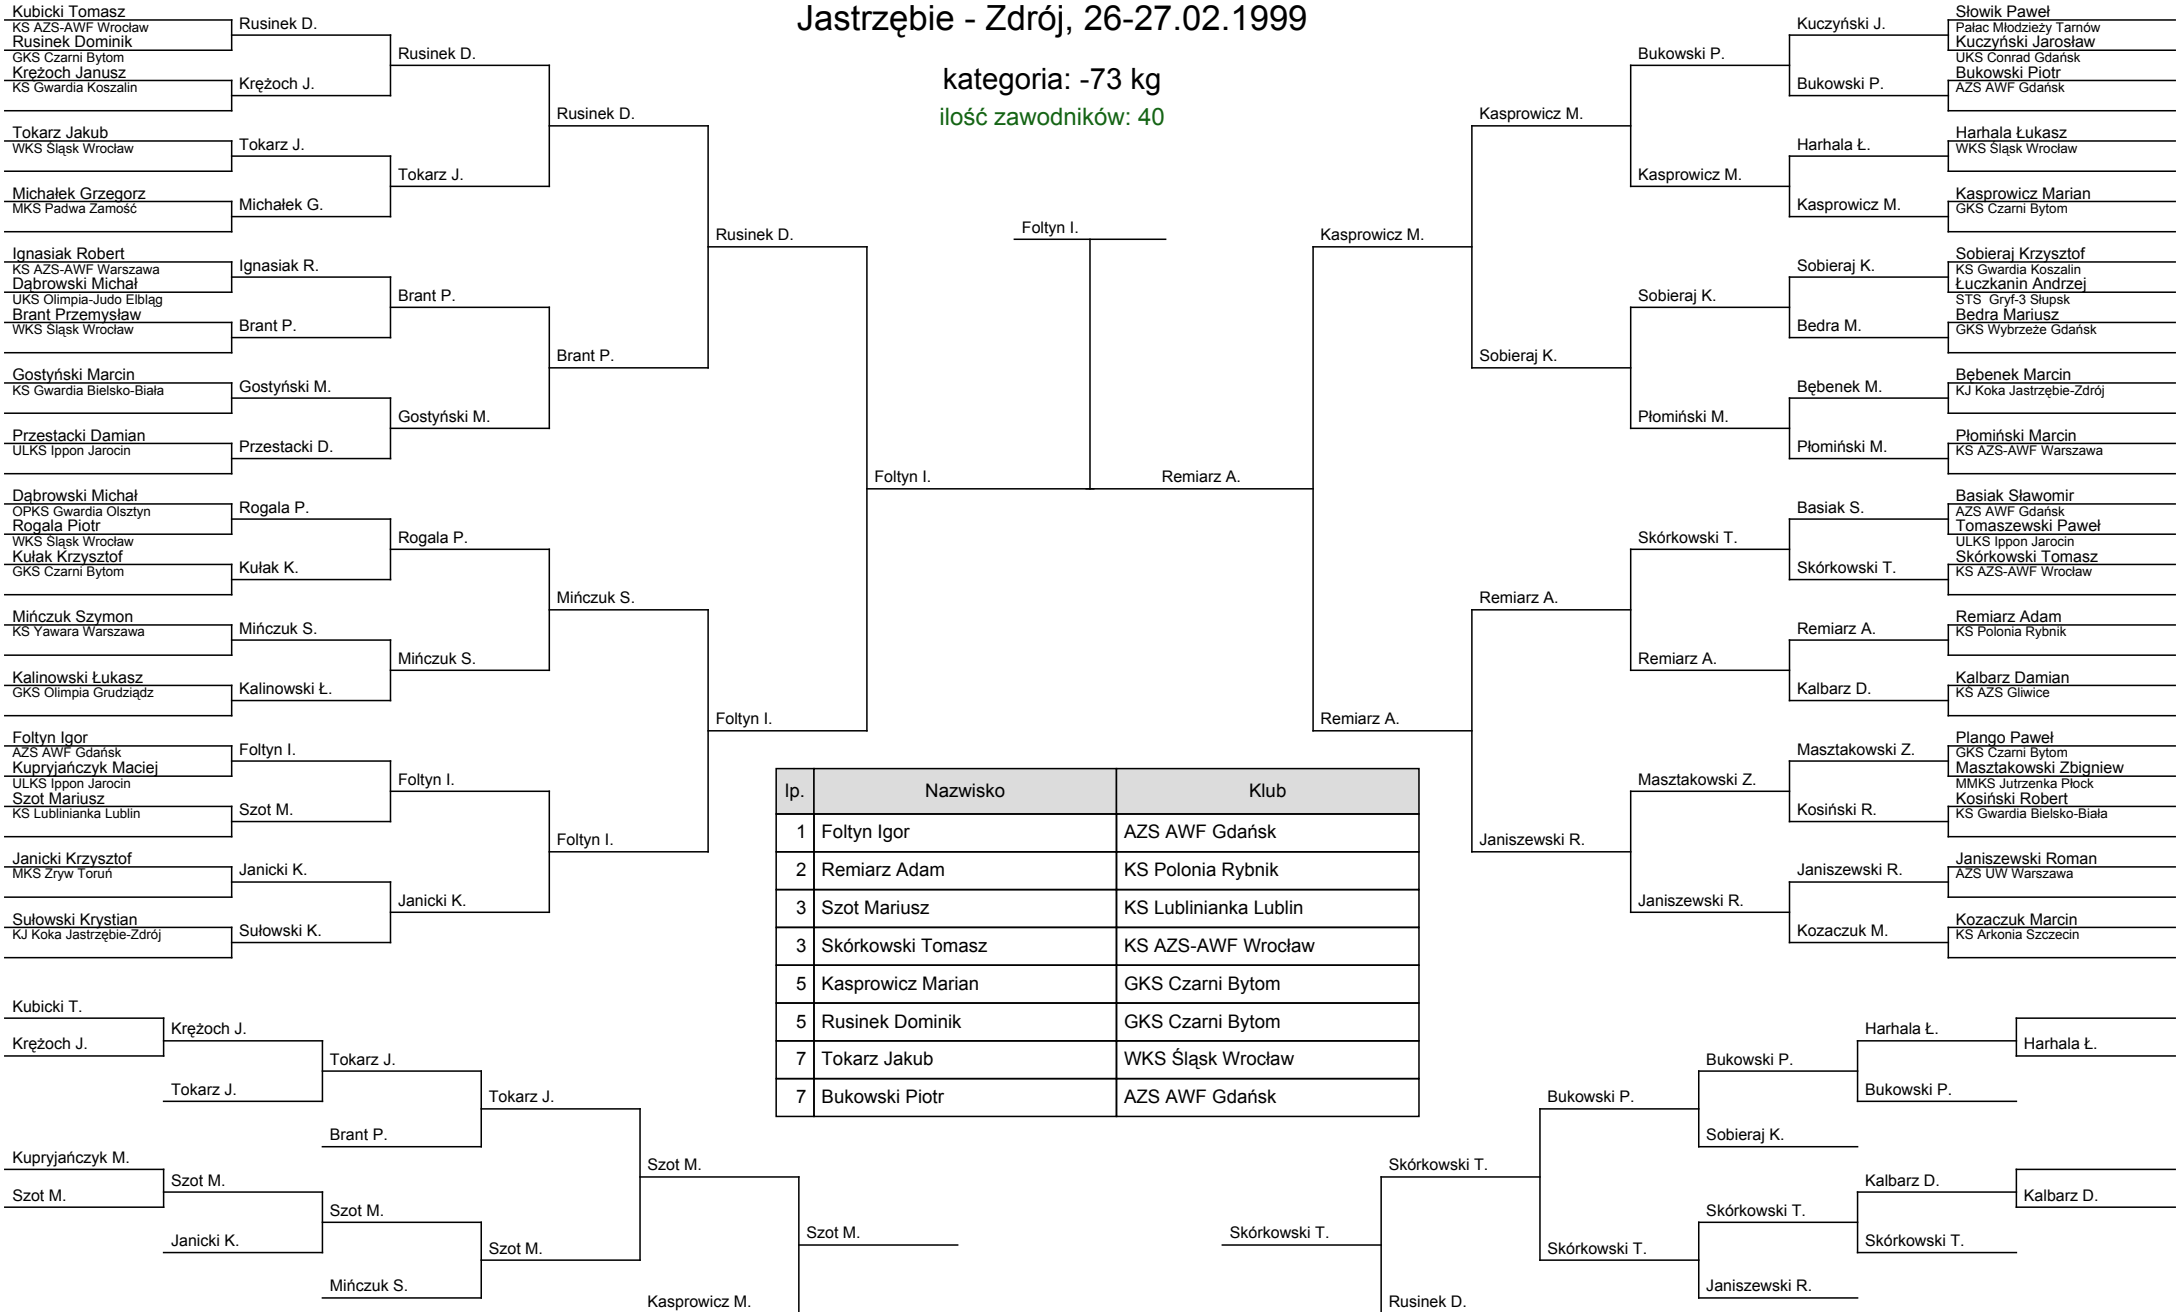 Jastrzębie - Zdrój, 26-27.02.1999
kategoria: -73 kg
ilość zawodników: 40
Kubicki Tomasz
KS AZS-AWF Wrocław
Rusinek Dominik
GKS Czarni Bytom
Krężoch Janusz
KS Gwardia Koszalin
Tokarz Jakub
WKS Śląsk Wrocław
Michałek Grzegorz
MKS Padwa Zamość
Ignasiak Robert
KS AZS-AWF Warszawa
Dąbrowski Michał
UKS Olimpia-Judo Elbląg
Brant Przemysław
WKS Śląsk Wrocław
Gostyński Marcin
KS Gwardia Bielsko-Biała
Przestacki Damian
ULKS Ippon Jarocin
Dąbrowski Michał
OPKS Gwardia Olsztyn
Rogala Piotr
WKS Śląsk Wrocław
Kułak Krzysztof
GKS Czarni Bytom
Mińczuk Szymon
KS Yawara Warszawa
Kalinowski Łukasz
GKS Olimpia Grudziądz
Foltyn Igor
AZS AWF Gdańsk
Kupryjańczyk Maciej
ULKS Ippon Jarocin
Szot Mariusz
KS Lublinianka Lublin
Janicki Krzysztof
MKS Zryw Toruń
Sułowski Krystian
KJ Koka Jastrzębie-Zdrój
Rusinek D.
Krężoch J.
Tokarz J.
Michałek G.
Ignasiak R.
Brant P.
Gostyński M.
Przestacki D.
Rogala P.
Kułak K.
Mińczuk S.
Kalinowski Ł.
Foltyn I.
Szot M.
Janicki K.
Sułowski K.
Rusinek D.
Tokarz J.
Brant P.
Gostyński M.
Rogala P.
Mińczuk S.
Foltyn I.
Janicki K.
Rusinek D.
Brant P.
Mińczuk S.
Foltyn I.
Rusinek D.
Foltyn I.
Foltyn I.
Foltyn I.
Remiarz A.
Kasprowicz M.
Remiarz A.
Kasprowicz M.
Sobieraj K.
Remiarz A.
Janiszewski R.
Bukowski P.
Kasprowicz M.
Sobieraj K.
Płomiński M.
Skórkowski T.
Remiarz A.
Masztakowski Z.
Janiszewski R.
Kuczyński J.
Bukowski P.
Harhala Ł.
Kasprowicz M.
Sobieraj K.
Bedra M.
Bębenek M.
Płomiński M.
Basiak S.
Skórkowski T.
Remiarz A.
Kalbarz D.
Masztakowski Z.
Kosiński R.
Janiszewski R.
Kozaczuk M.
Słowik Paweł
Pałac Młodzieży Tarnów
Kuczyński Jarosław
UKS Conrad Gdańsk
Bukowski Piotr
AZS AWF Gdańsk
Harhala Łukasz
WKS Śląsk Wrocław
Kasprowicz Marian
GKS Czarni Bytom
Sobieraj Krzysztof
KS Gwardia Koszalin
Łuczkanin Andrzej
STS  Gryf-3 Słupsk
Bedra Mariusz
GKS Wybrzeże Gdańsk
Bębenek Marcin
KJ Koka Jastrzębie-Zdrój
Płomiński Marcin
KS AZS-AWF Warszawa
Basiak Sławomir
AZS AWF Gdańsk
Tomaszewski Paweł
ULKS Ippon Jarocin
Skórkowski Tomasz
KS AZS-AWF Wrocław
Remiarz Adam
KS Polonia Rybnik
Kalbarz Damian
KS AZS Gliwice
Plango Paweł
GKS Czarni Bytom
Masztakowski Zbigniew
MMKS Jutrzenka Płock
Kosiński Robert
KS Gwardia Bielsko-Biała
Janiszewski Roman
AZS UW Warszawa
Kozaczuk Marcin
KS Arkonia Szczecin
lp. Nazwisko Klub
1 Foltyn Igor AZS AWF Gdańsk
2 Remiarz Adam KS Polonia Rybnik
3 Szot Mariusz KS Lublinianka Lublin
3 Skórkowski Tomasz KS AZS-AWF Wrocław
5 Kasprowicz Marian GKS Czarni Bytom
5 Rusinek Dominik GKS Czarni Bytom
7 Tokarz Jakub WKS Śląsk Wrocław
7 Bukowski Piotr AZS AWF Gdańsk
Kubicki T.
Krężoch J.
Kupryjańczyk M.
Szot M.
Krężoch J.
Tokarz J.
Szot M.
Janicki K.
Tokarz J.
Brant P.
Szot M.
Mińczuk S.
Tokarz J.
Szot M.
Szot M.
Kasprowicz M.
Szot M.
Skórkowski T.
Skórkowski T.
Rusinek D.
Bukowski P.
Skórkowski T.
Bukowski P.
Sobieraj K.
Skórkowski T.
Janiszewski R.
Harhala Ł.
Bukowski P.
Kalbarz D.
Skórkowski T.
Harhala Ł.
Kalbarz D.